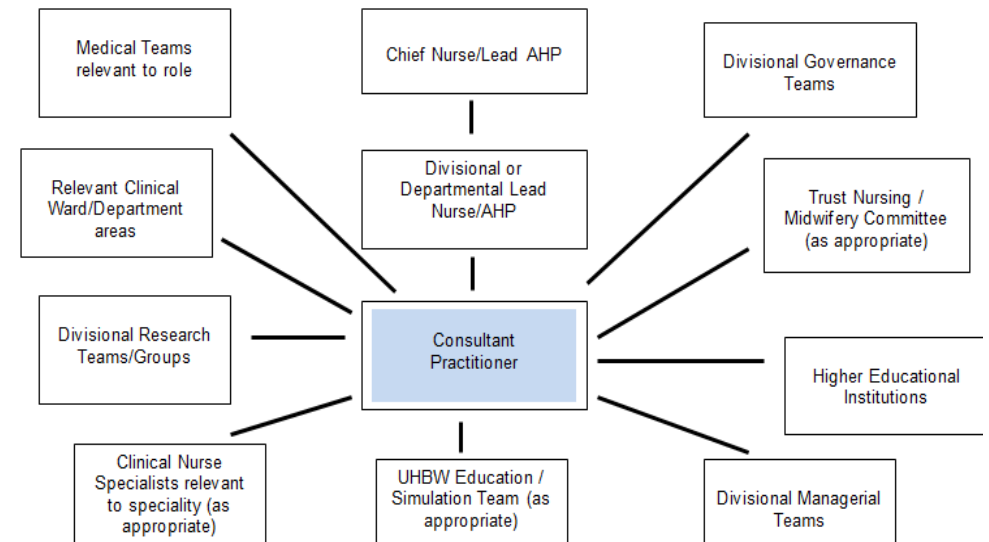 Medical Teams
relevant to role
Chief Nurse/Lead AHP
Divisional Governance
Teams
Relevant Clinical
Ward/Department
areas
Divisional or
Departmental Lead
Nurse/AHP
Trust Nursing /
Midwifery Committee
(as appropriate)
Divisional Research
Teams/Groups
Consultant
Practitioner
Higher Educational
Institutions
Clinical Nurse
Specialists relevant
to speciality (as
appropriate)
UHBW Education /
Simulation Team (as
appropriate)
Divisional Managerial
Teams